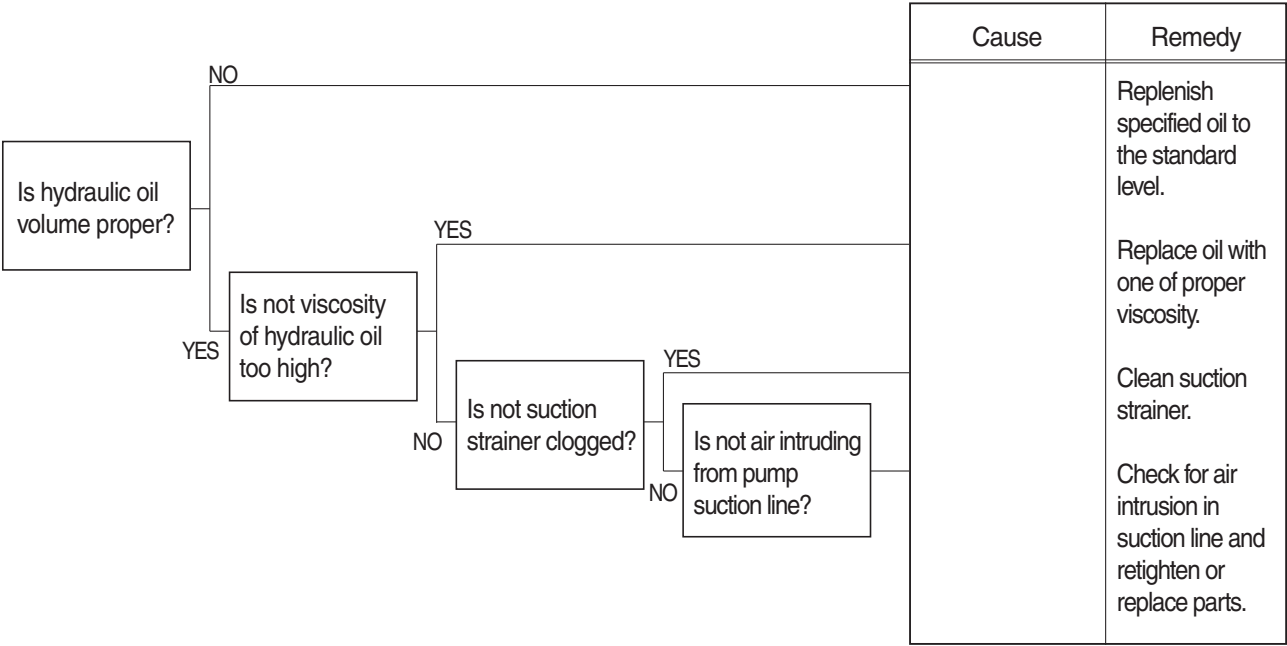 Cause
Remedy
NO
Replenish
specified oil to
the standard
level.
Is hydraulic oil
volume proper?
YES
Replace oil with
one of proper
viscosity.
YES
Is not viscosity
of hydraulic oil
too high?
YES
Clean suction
strainer.
NO
Is not suction
strainer clogged?
NO
Is not air intruding
from pump
suction line?
Check for air
intrusion in
suction line and
retighten or
replace parts.